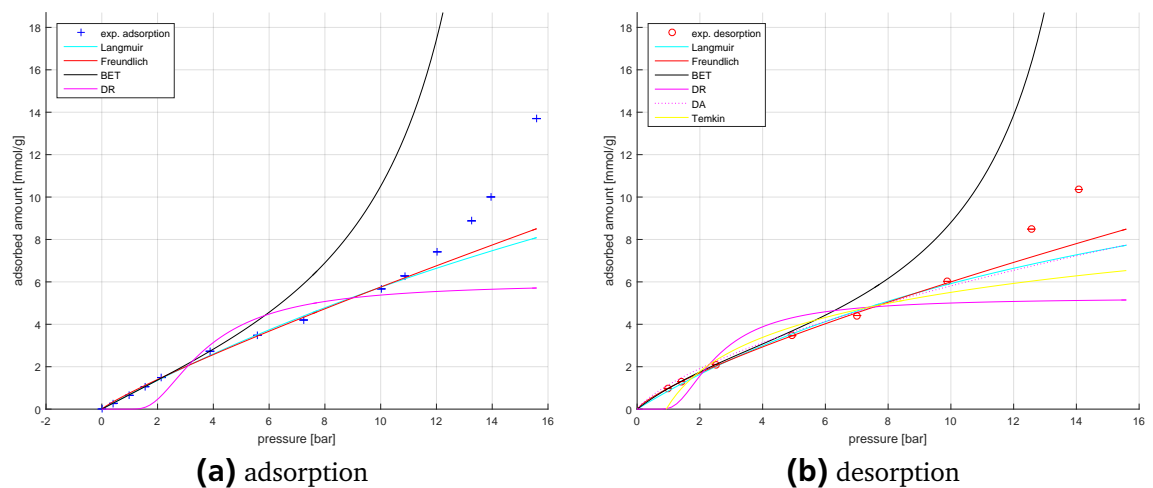 18
16
14
12
10
8
6
4
2
0
-2 0 2 4 6 8 10 12 14 16
adsorbed amount [mmol/g]
pressure [bar]
exp. adsorption
Langmuir
Freundlich
BET
DR
(a) adsorption
18
16
14
12
10
8
6
4
2
0
0 2 4 6 8 10 12 14 16
adsorbed amount [mmol/g]
pressure [bar]
exp. desorption
Langmuir
Freundlich
BET
DR
DA
Temkin
(b) desorption